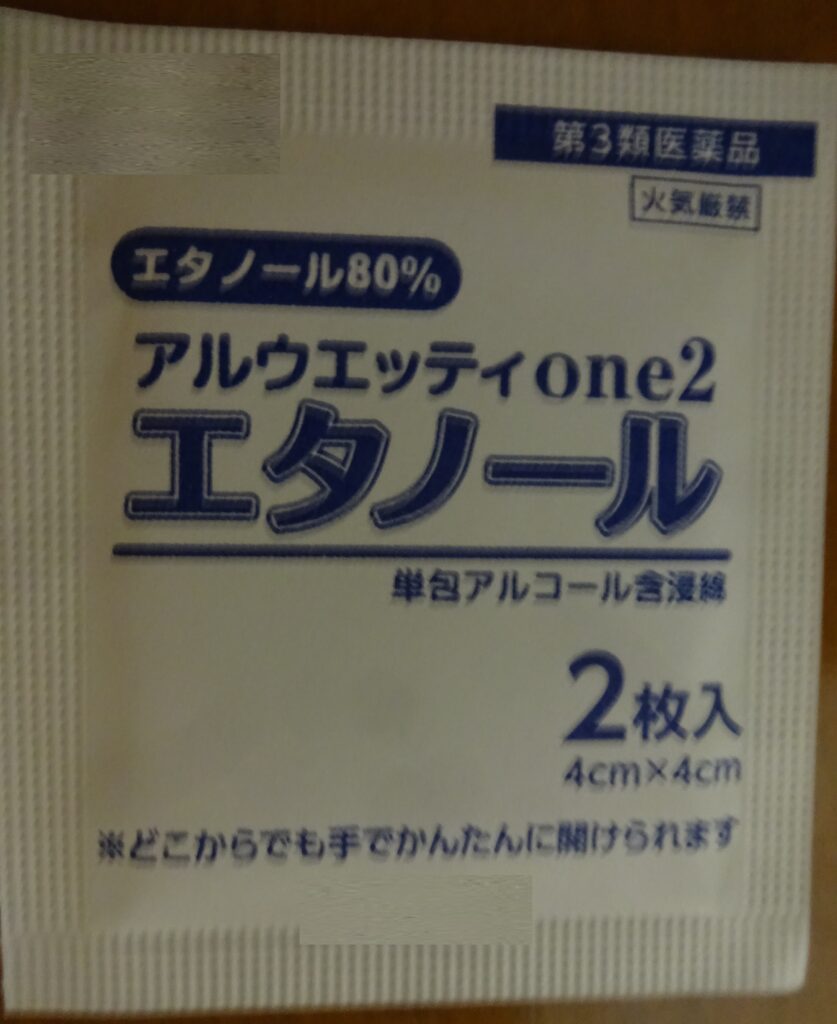 第3類医薬品
火気厳禁
エタノール80%
アルウエッティone2
エタノール
単包アルコール含浸綿
2枚入
4cm×4cm
※どこからでも手でかんたんに開けられます